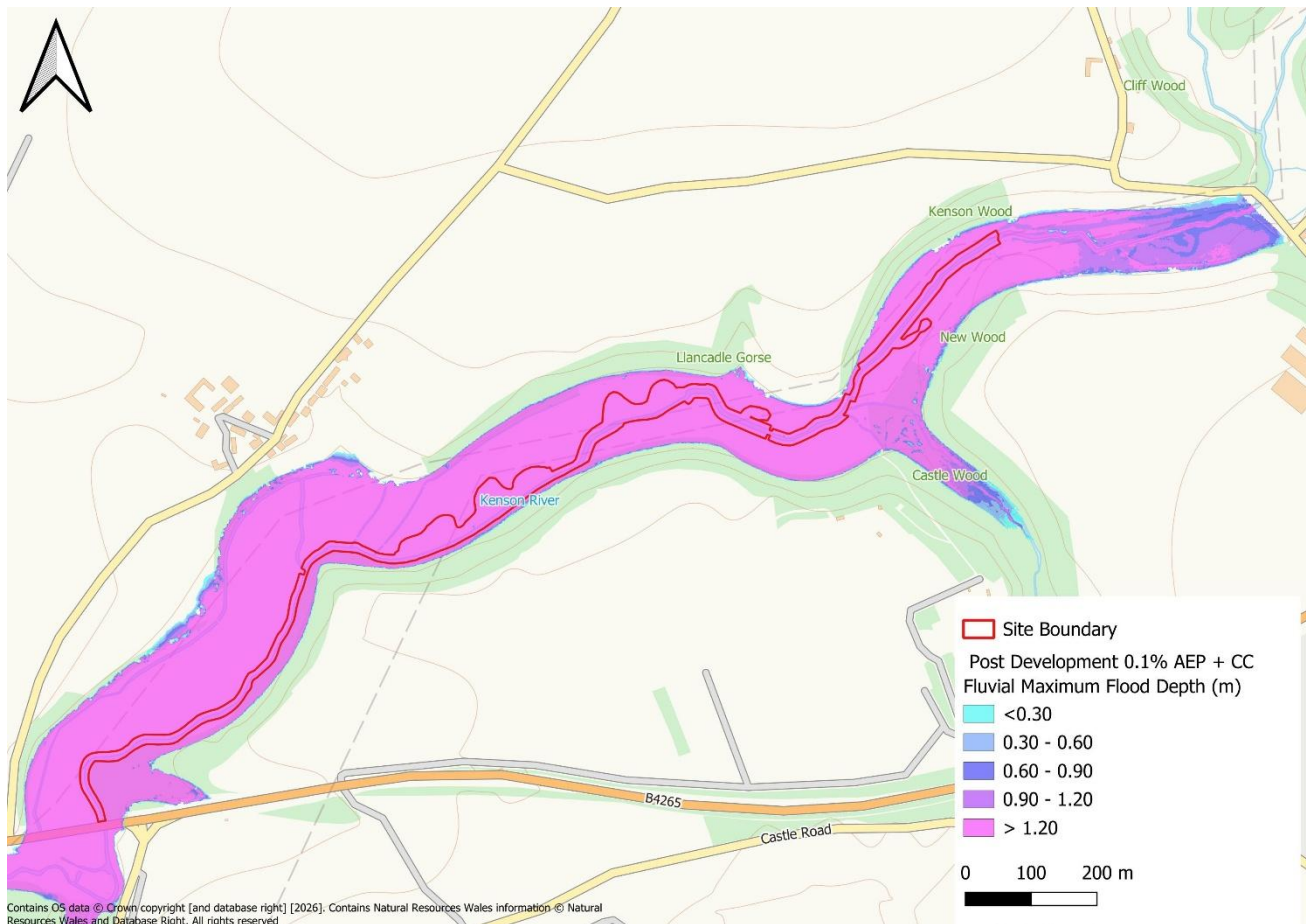 Cliff Wood
Kenson Wood
New Wood
Llancadle Gorse
Castle Wood
Kenson River
B4265
Castle Road
Site Boundary
Post Development 0.1% AEP + CC
Fluvial Maximum Flood Depth (m)
<0.30
0.30 - 0.60
0.60 - 0.90
0.90 - 1.20
> 1.20
0 100 200 m
Contains OS data © Crown copyright [and database right] [2026]. Contains Natural Resources Wales information © Natural
Resources Wales and Database Right. All rights reserved